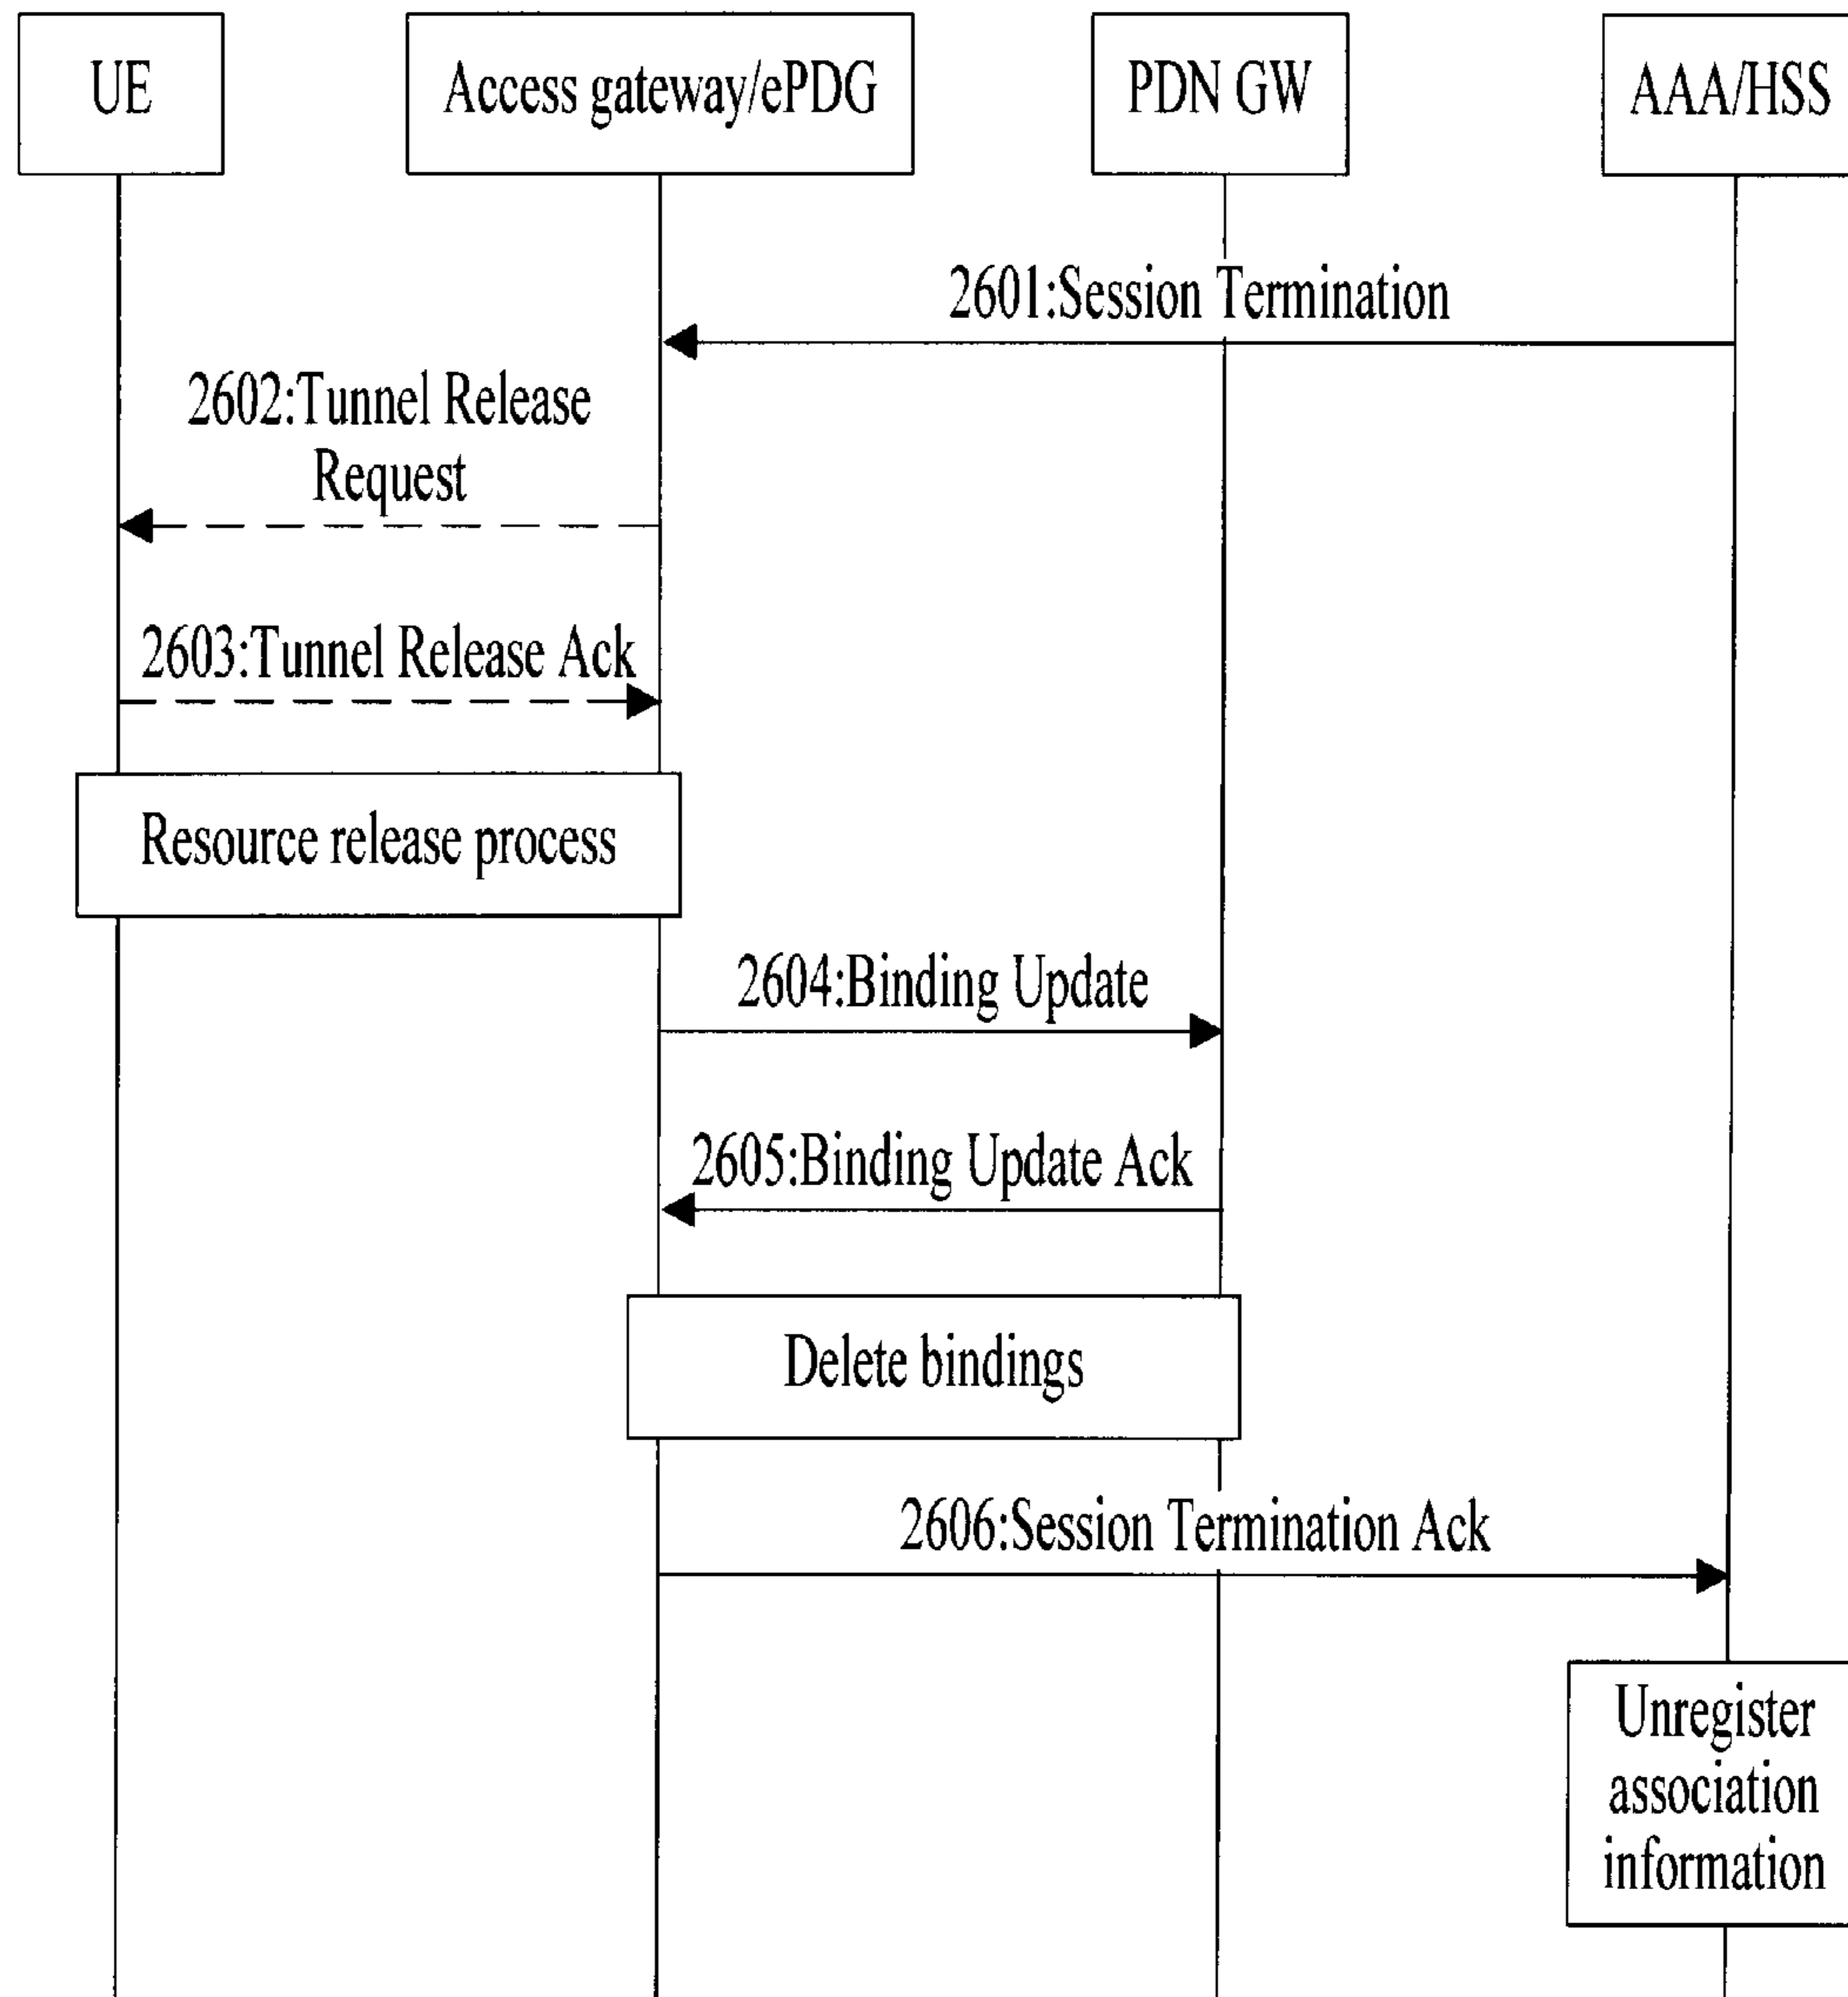 UE
Access gateway/ePDG
PDN GW
AAA/HSS
2601:Session Termination
2602:Tunnel Release
Request
2603:Tunnel Release Ack
Resource release process
2604:Binding Update
2605:Binding Update Ack
Delete bindings
2606:Session Termination Ack
Unregister
association
information